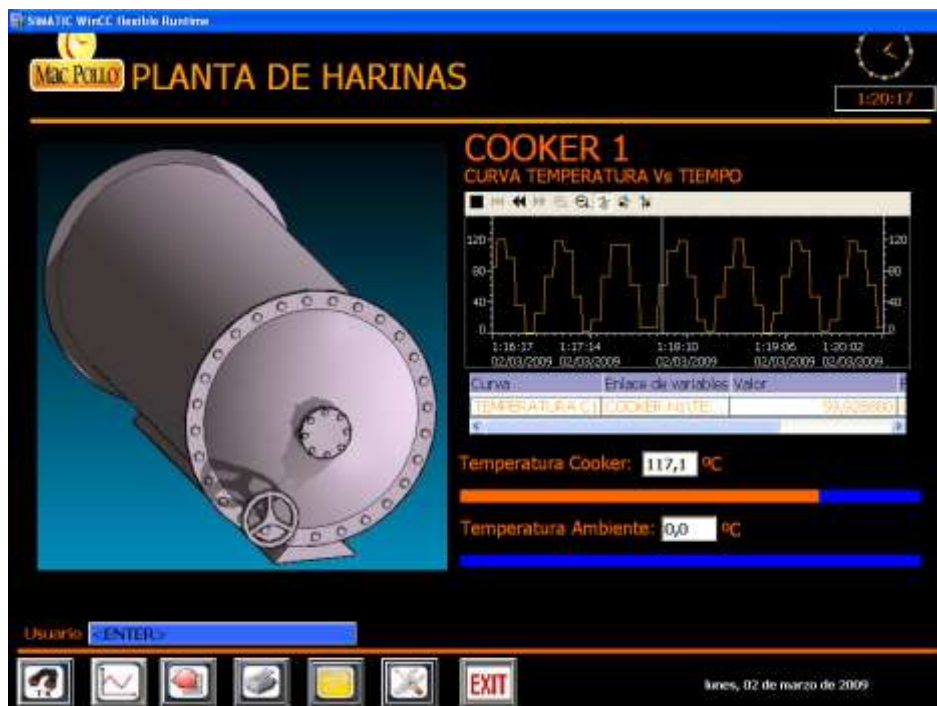 SIMATIC WinCC flexible Runtime
Mac Pollo
PLANTA DE HARINAS
1:20:17
COOKER 1
CURVA TEMPERATURA Vs TIEMPO
120 120
80 80
40 40
0 0
1:16:17 1:17:14 1:18:10 1:19:06 1:20:02
02/03/2009 02/03/2009 02/03/2009 02/03/2009 02/03/2009
Curva Enlace de variables Valor
TEMPERATURA C1 COOKER
Temperatura Cooker: 117,1 ºC
Temperatura Ambiente: 0,0 ºC
Usuario <ENTER>
EXIT
lunes, 02 de marzo de 2009